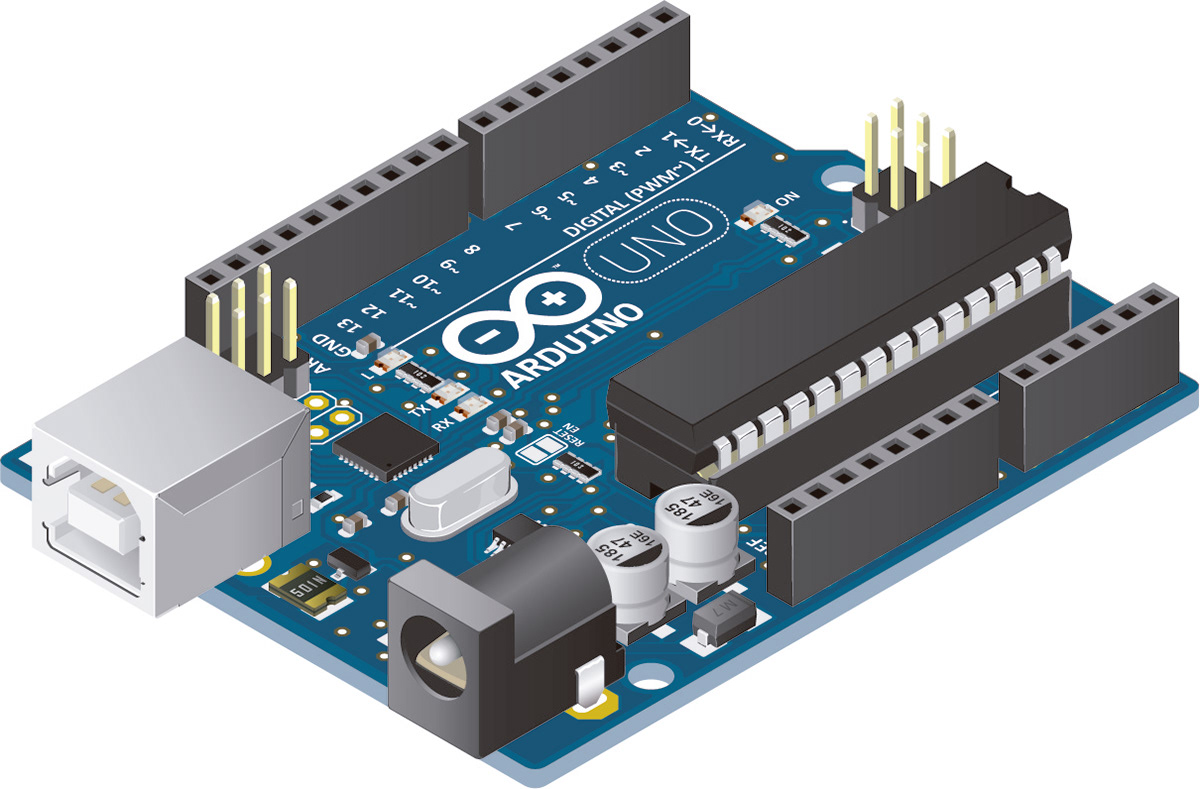 RX←0
TX→1
2
~3
4
~5
~6
7
8
~9
~10
~11
12
13
GND
DIGITAL (PWM~)
UNO
ARDUINO
™
ON
L
TX
RX
RESET
EN
501N
185
47
16E
185
47
16E
M7